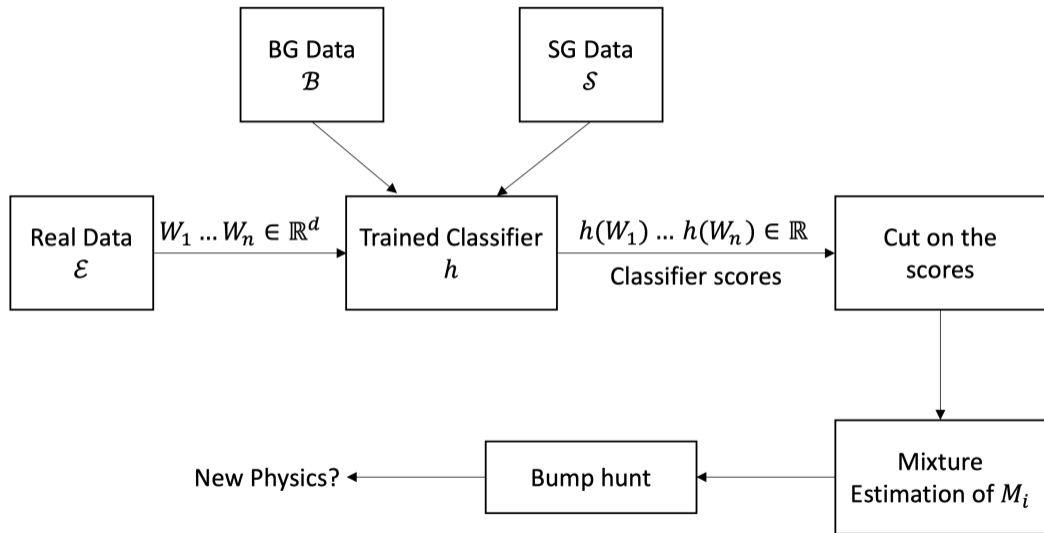 BG Data
ℬ
SG Data
𝒮
Real Data
ℰ
𝑊₁ … 𝑊ₙ ∈ ℝᵈ
Trained Classifier
ℎ
ℎ(𝑊₁) … ℎ(𝑊ₙ) ∈ ℝ
Classifier scores
Cut on the
scores
New Physics?
Bump hunt
Mixture
Estimation of 𝑀ᵢ